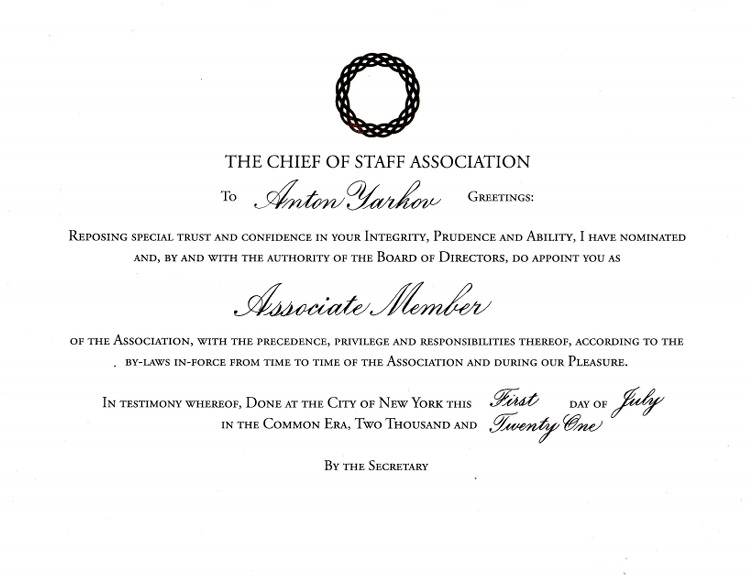 THE CHIEF OF STAFF ASSOCIATION
To Anton Yarkov Greetings:
Reposing special trust and confidence in your Integrity, Prudence and Ability, I have nominated
and, by and with the authority of the Board of Directors, do appoint you as
Associate Member
of the Association, with the precedence, privilege and responsibilities thereof, according to the
by-laws in-force from time to time of the Association and during our Pleasure.
In testimony whereof, Done at the City of New York this First day of July
in the Common Era, Two Thousand and Twenty One
By the Secretary